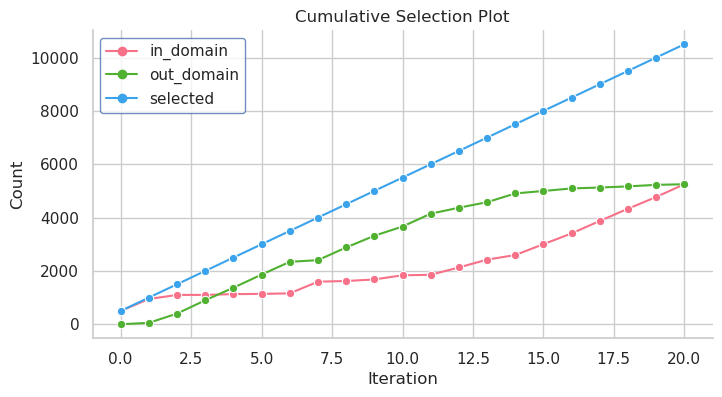 Cumulative Selection Plot
in_domain
out_domain
selected
Count
10000
8000
6000
4000
2000
0
0.0 2.5 5.0 7.5 10.0 12.5 15.0 17.5 20.0
Iteration